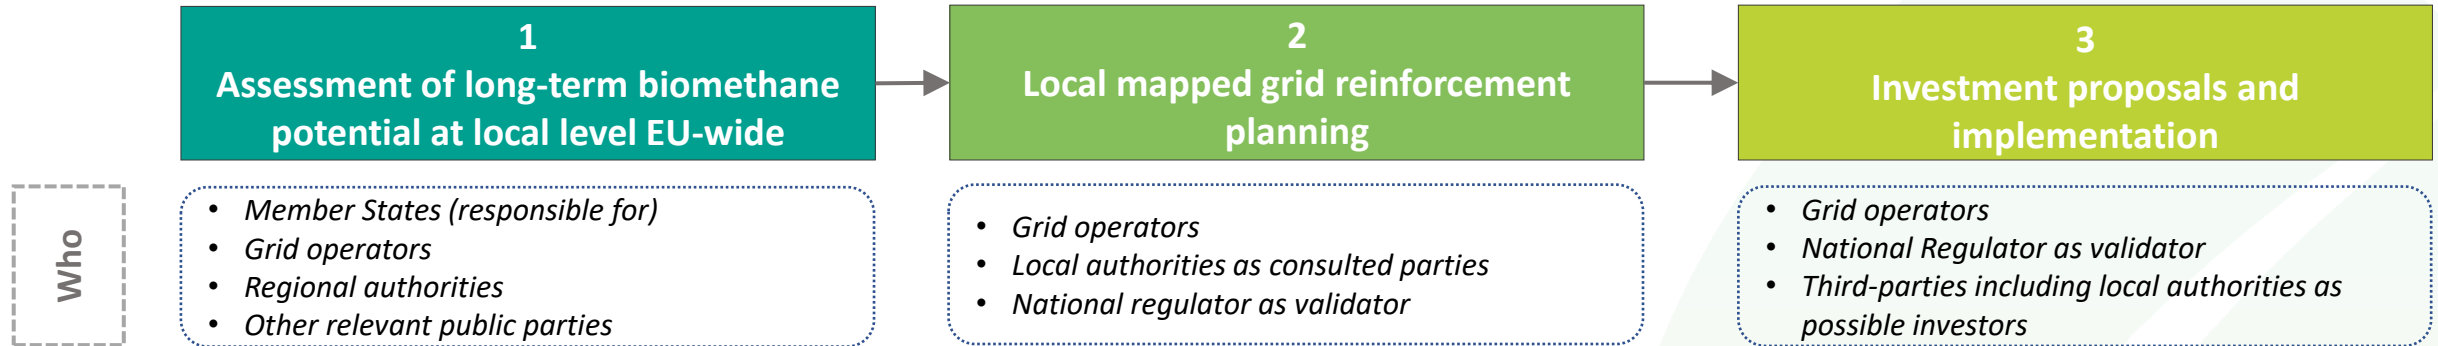 1
Assessment of long-term biomethane
potential at local level EU-wide
2
Local mapped grid reinforcement
planning
3
Investment proposals and
implementation
Who
• Member States (responsible for)
• Grid operators
• Regional authorities
• Other relevant public parties
• Grid operators
• Local authorities as consulted parties
• National regulator as validator
• Grid operators
• National Regulator as validator
• Third-parties including local authorities as
possible investors